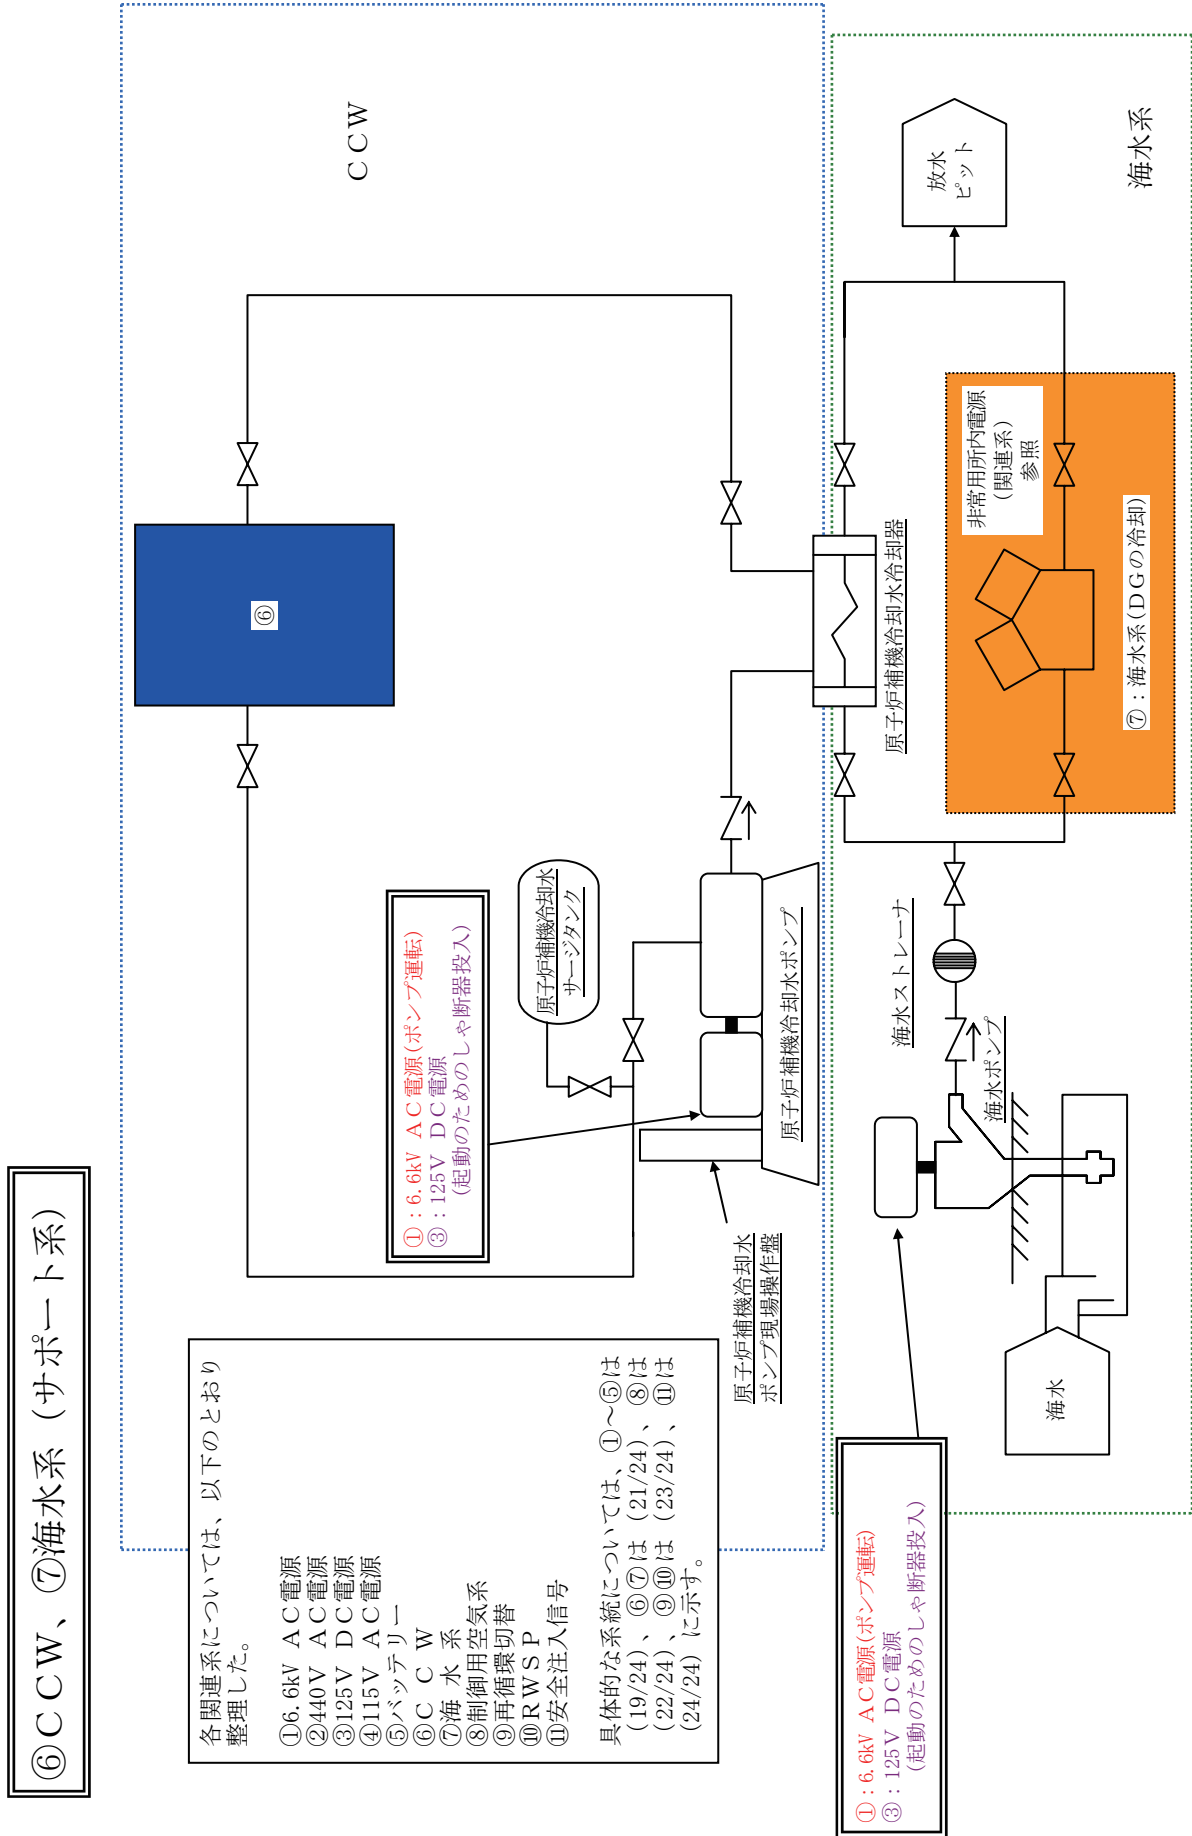 ⑥ＣＣＷ、⑦海水系（サポート系）
各関連系については、以下のとおり
整理した。
①6.6kV ＡＣ電源
②440V ＡＣ電源
③125V ＤＣ電源
④115V ＡＣ電源
⑤バッテリー
⑥Ｃ Ｃ Ｗ
⑦海 水 系
⑧制御用空気系
⑨再循環切替
⑩ＲＷＳＰ
⑪安全注入信号
具体的な系統については、①～⑤は
(19/24)、⑥⑦は (21/24)、⑧は
(22/24)、⑨⑩は (23/24)、⑪は
(24/24) に示す。
ＣＣＷ
⑥
①：6.6kV ＡＣ電源(ポンプ運転)
③：125V ＤＣ電源
(起動のためのしゃ断器投入)
原子炉補機冷却水
サージタンク
原子炉補機冷却水ポンプ
原子炉補機冷却水
ポンプ現場操作盤
原子炉補機冷却水冷却器
海水系
放水
ピット
非常用所内電源
(関連系)
参照
⑦：海水系(ＤＧの冷却)
海水ストレーナ
海水ポンプ
海水
①：6.6kV ＡＣ電源(ポンプ運転)
③：125V ＤＣ電源
(起動のためのしゃ断器投入)